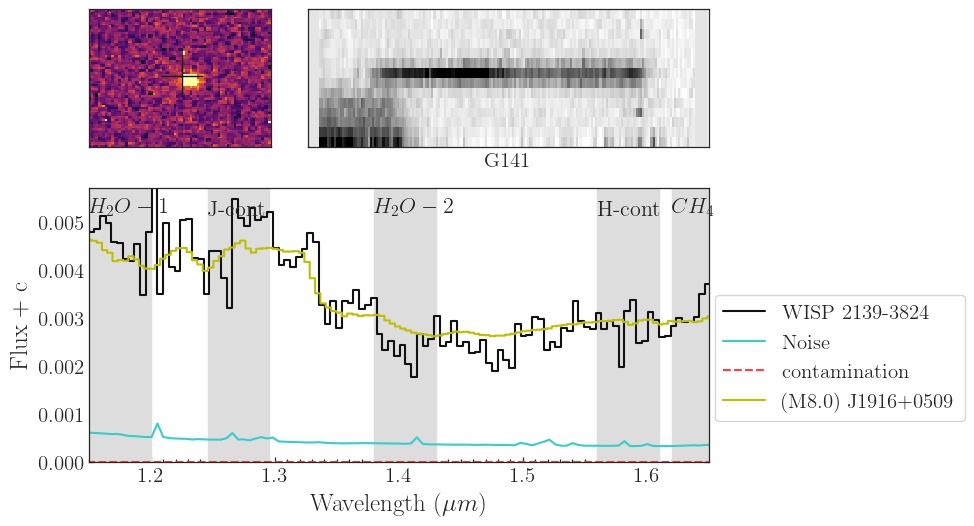 G141
H₂O − 1
J-cont
H₂O − 2
H-cont
CH₄
0.005
0.004
0.003
0.002
0.001
0.000
Flux + c
1.2
1.3
1.4
1.5
1.6
Wavelength (μm)
WISP 2139-3824
Noise
contamination
(M8.0) J1916+0509